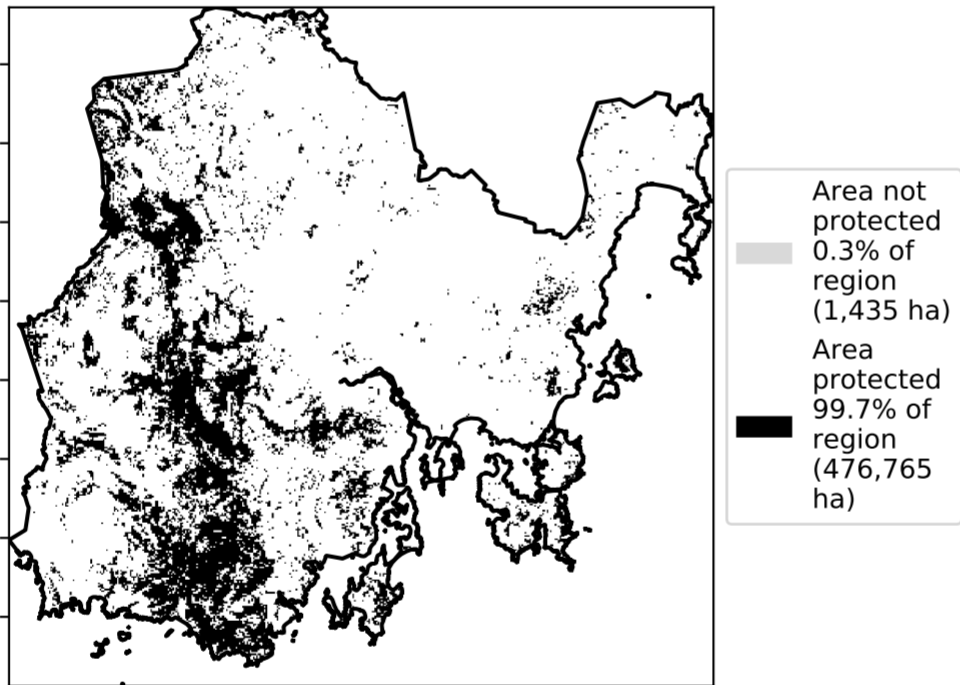 Area not
protected
0.3% of
region
(1,435 ha)
Area
protected
99.7% of
region
(476,765
ha)